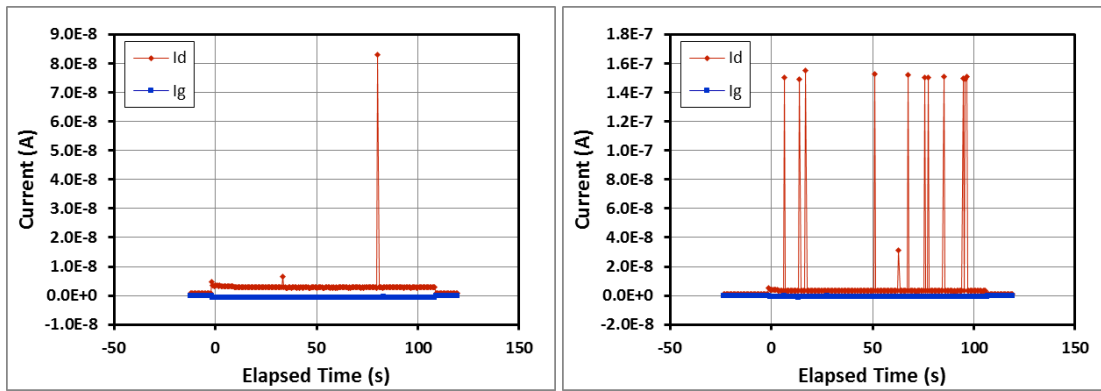 9.0E-8
8.0E-8
7.0E-8
6.0E-8
5.0E-8
4.0E-8
3.0E-8
2.0E-8
1.0E-8
0.0E+0
-1.0E-8
Current (A)
Id
Ig
-50
0
50
100
150
Elapsed Time (s)
1.8E-7
1.6E-7
1.4E-7
1.2E-7
1.0E-7
8.0E-8
6.0E-8
4.0E-8
2.0E-8
0.0E+0
-2.0E-8
Current (A)
Id
Ig
-50
0
50
100
150
Elapsed Time (s)